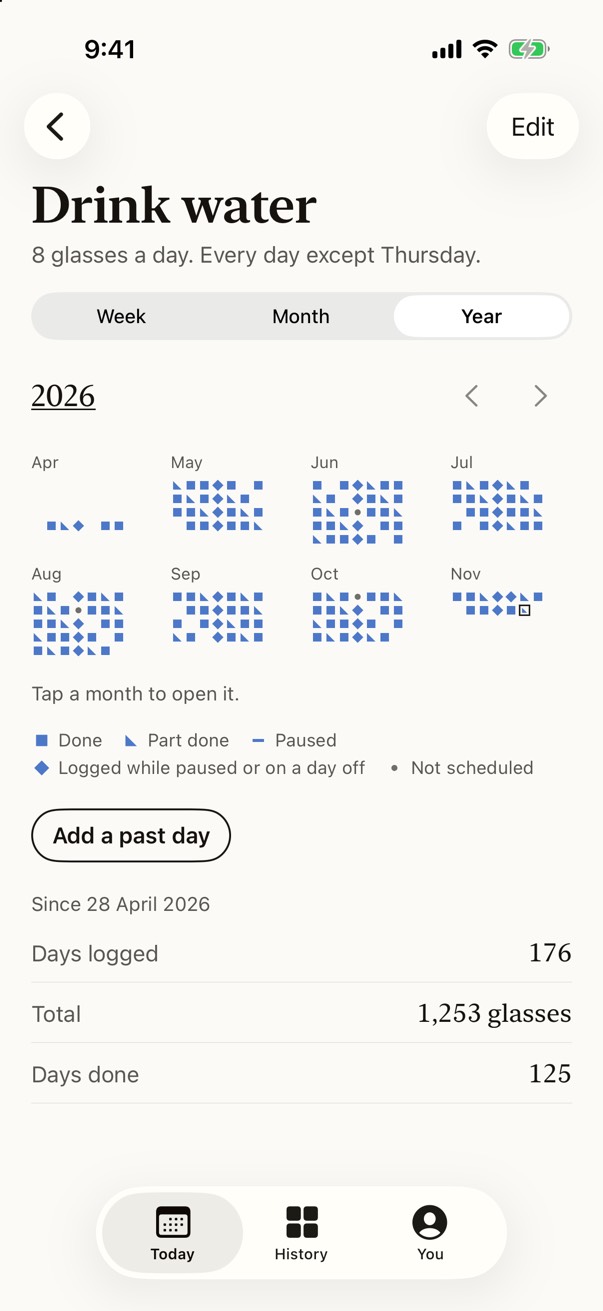 9:41
Edit
Drink water
8 glasses a day. Every day except Thursday.
Week Month Year
2026
Apr May Jun Jul
Aug Sep Oct Nov
Tap a month to open it.
Done Part done Paused
Logged while paused or on a day off Not scheduled
Add a past day
Since 28 April 2026
Days logged 176
Total 1,253 glasses
Days done 125
Today History You